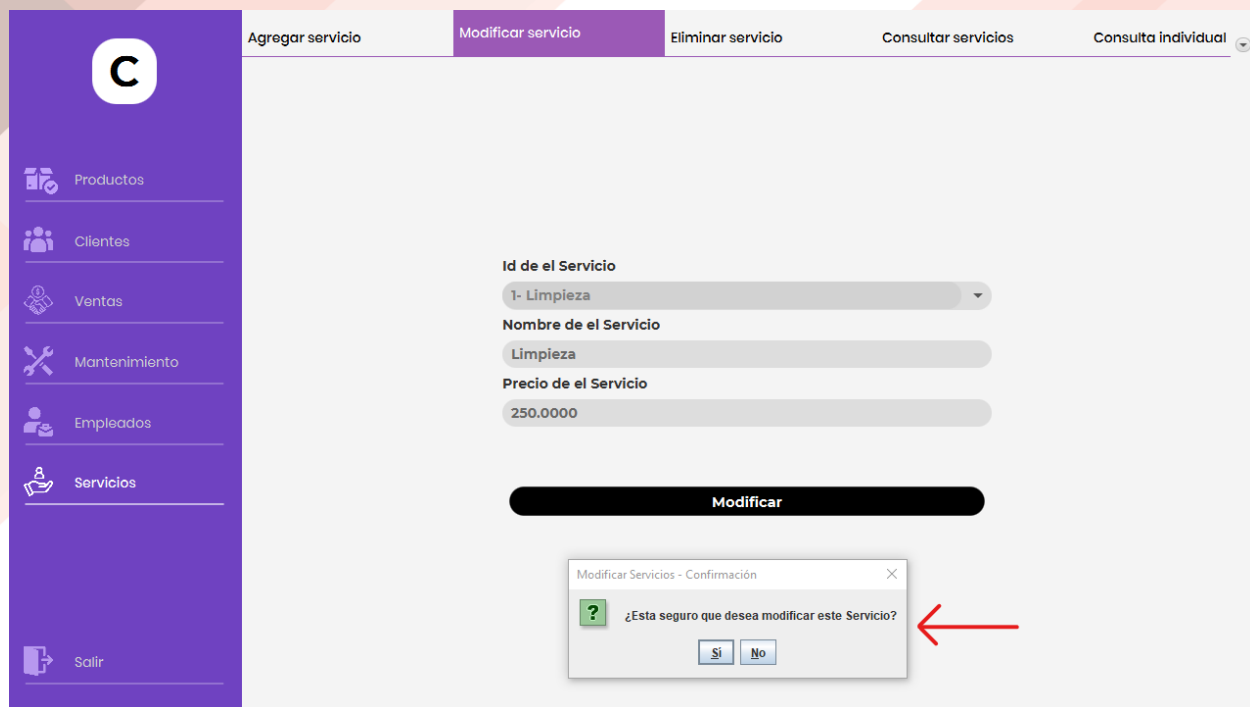 C
Agregar servicio
Modificar servicio
Eliminar servicio
Consultar servicios
Consulta individual
Productos
Clientes
Ventas
Mantenimiento
Empleados
Servicios
Salir
Id de el Servicio
1- Limpieza
Nombre de el Servicio
Limpieza
Precio de el Servicio
250.0000
Modificar
Modificar Servicios - Confirmación
?
¿Esta seguro que desea modificar este Servicio?
Sí
No